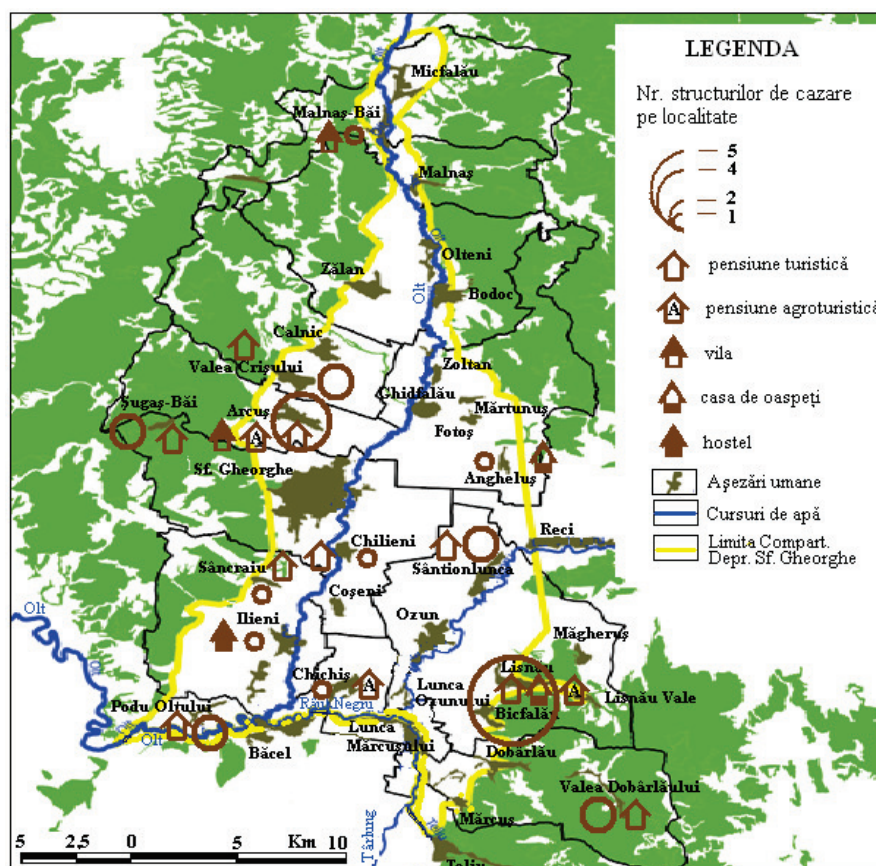 LEGENDA
Nr. structurilor de cazare
pe localitate
5
4
2
1
pensiune turistică
A
pensiune agroturistică
vila
casa de oaspeți
hostel
Așezări umane
Cursuri de apă
Limita Compart.
Depr. Sf. Gheorghe
Micfalău
Malnaș-Băi
Malnaș
Olteni
Zălan
Olt
Bodoc
Calnic
Valea Crișului
Zoltan
Ghidfalău
Șugaș-Băi
Arcuș
Mărtunuș
Fotoș
A
Sf. Gheorghe
Angheluș
Reci
Chilieni
Sâncraiu
Sântionlunca
Coșeni
Olt
Ilieni
Ozun
Măgheruș
Chichiș
A
Lisnău
A
Lunca
Ozunului
Lisnău Vale
Bicfalău
Podu Oltului
Râu Negru
Olt
Băcel
Lunca
Mărcușului
Dobârlău
Valea Dobârlăului
Mărcuș
Târlung
Teliu
5 2.5 0 5 Km 10